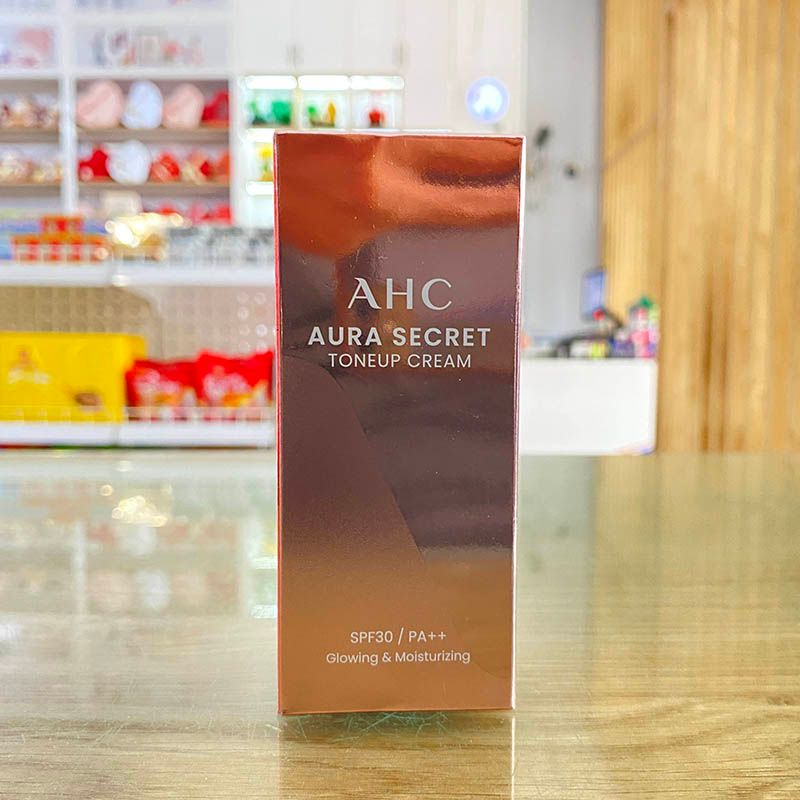 AHC
AURA SECRET
TONEUP CREAM
SPF30 / PA++
Glowing & Moisturizing